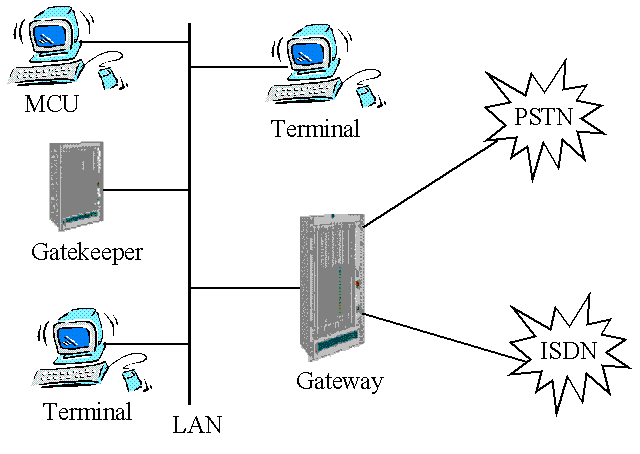 MCU
Terminal
PSTN
Gatekeeper
Gateway
ISDN
Terminal
LAN